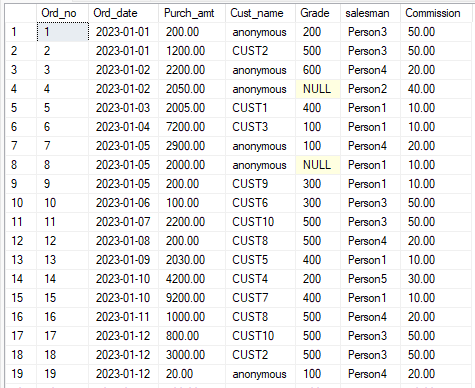 Ord_no Ord_date Purch_amt Cust_name Grade salesman Commission
1 1 2023-01-01 200.00 anonymous 200 Person3 50.00
2 2 2023-01-01 1200.00 CUST2 500 Person3 50.00
3 3 2023-01-02 2200.00 anonymous 600 Person4 20.00
4 4 2023-01-02 2050.00 anonymous NULL Person2 40.00
5 5 2023-01-03 2005.00 CUST1 400 Person1 10.00
6 6 2023-01-04 7200.00 CUST3 100 Person1 10.00
7 7 2023-01-05 2900.00 anonymous 100 Person4 20.00
8 8 2023-01-05 2000.00 anonymous NULL Person1 10.00
9 9 2023-01-05 200.00 CUST9 300 Person1 10.00
10 10 2023-01-06 100.00 CUST6 300 Person3 50.00
11 11 2023-01-07 2200.00 CUST10 500 Person3 50.00
12 12 2023-01-08 200.00 CUST8 500 Person4 20.00
13 13 2023-01-09 2030.00 CUST5 400 Person1 10.00
14 14 2023-01-10 4200.00 CUST4 200 Person5 30.00
15 15 2023-01-10 9200.00 CUST7 400 Person1 10.00
16 16 2023-01-11 1000.00 CUST8 500 Person4 20.00
17 17 2023-01-12 800.00 CUST10 500 Person3 50.00
18 18 2023-01-12 3000.00 CUST2 500 Person3 50.00
19 19 2023-01-12 20.00 anonymous 100 Person4 20.00